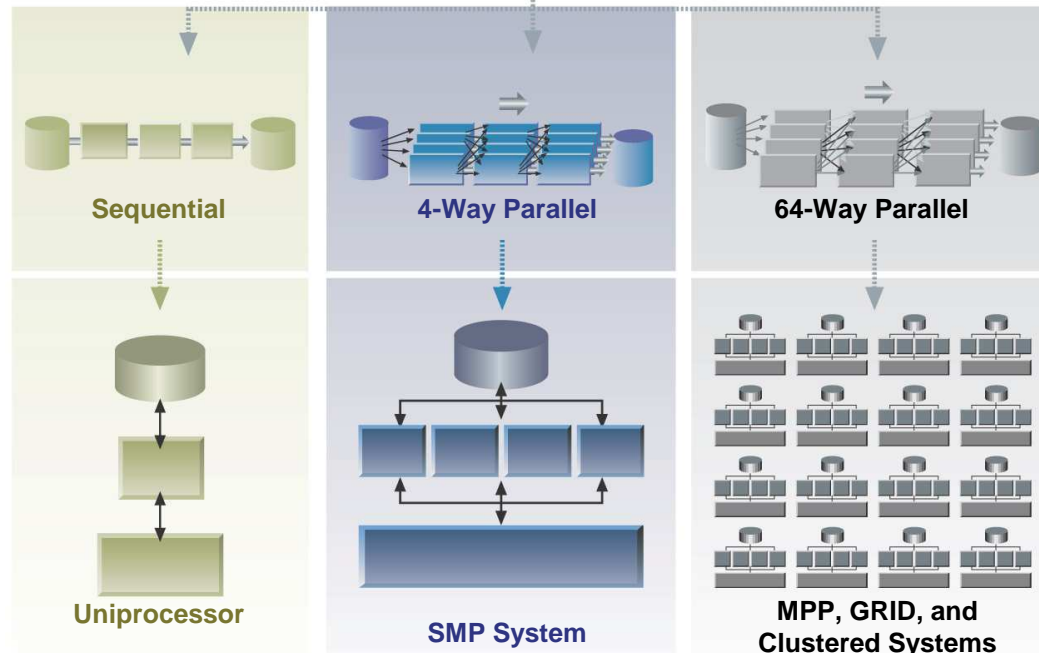 Sequential
4-Way Parallel
64-Way Parallel
Uniprocessor
SMP System
MPP, GRID, and
Clustered Systems